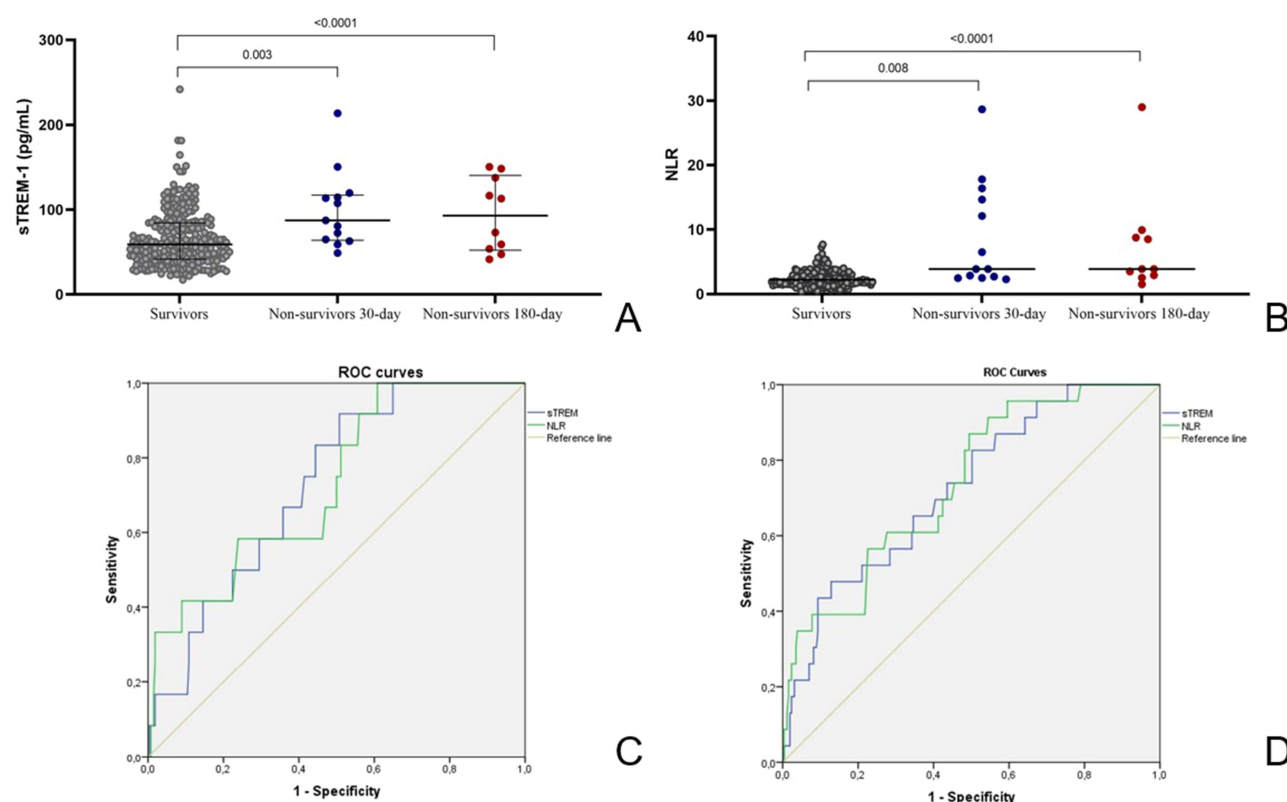 <0.0001
0.003
300
200
100
0
sTREM-1 (pg/mL)
Survivors
Non-survivors 30-day
Non-survivors 180-day
A
<0.0001
0.008
40
30
20
10
0
NLR
Survivors
Non-survivors 30-day
Non-survivors 180-day
B
ROC curves
1,0
0,8
0,6
0,4
0,2
0,0
Sensitivity
0,0 0,2 0,4 0,6 0,8 1,0
1 - Specificity
sTREM
NLR
Reference line
C
ROC Curves
1,0
0,8
0,6
0,4
0,2
0,0
Sensitivity
0,0 0,2 0,4 0,6 0,8 1,0
1 - Specificity
sTREM
NLR
Reference line
D